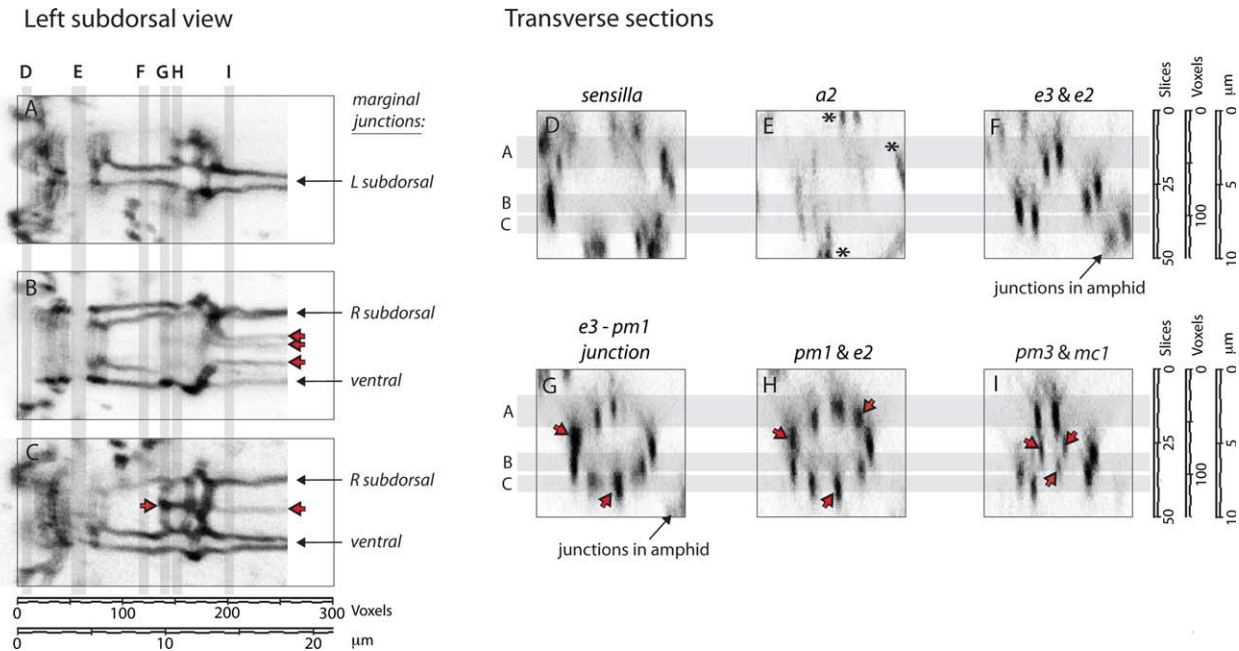 Left subdorsal view
Transverse sections
D E F G H I
A
marginal
junctions:
L subdorsal
B
R subdorsal
ventral
C
R subdorsal
ventral
0 100 200 300 Voxels
0 10 20 µm
sensilla
a2
e3 & e2
D
E
F
*
*
*
A
B
C
junctions in amphid
Slices
Voxels
µm
0 0 0
25 100 5
50 10
e3 - pm1
junction
pm1 & e2
pm3 & mc1
G
H
I
A
B
C
junctions in amphid
Slices
Voxels
µm
0 0 0
25 100 5
50 10